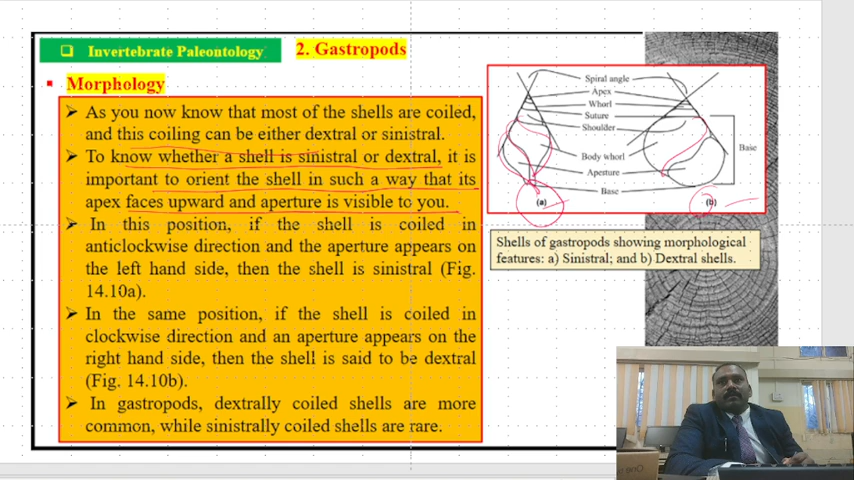 Invertebrate Paleontology
2. Gastropods
Morphology
As you now know that most of the shells are coiled,
and this coiling can be either dextral or sinistral.
To know whether a shell is sinistral or dextral, it is
important to orient the shell in such a way that its
apex faces upward and aperture is visible to you.
In this position, if the shell is coiled in
anticlockwise direction and the aperture appears on
the left hand side, then the shell is sinistral (Fig.
14.10a).
In the same position, if the shell is coiled in
clockwise direction and an aperture appears on the
right hand side, then the shell is said to be dextral
(Fig. 14.10b).
In gastropods, dextrally coiled shells are more
common, while sinistrally coiled shells are rare.
Spiral angle
Apex
Whorl
Suture
Shoulder
Body whorl
Aperture
Base
Base
(a)
(b)
Shells of gastropods showing morphological
features: a) Sinistral; and b) Dextral shells.